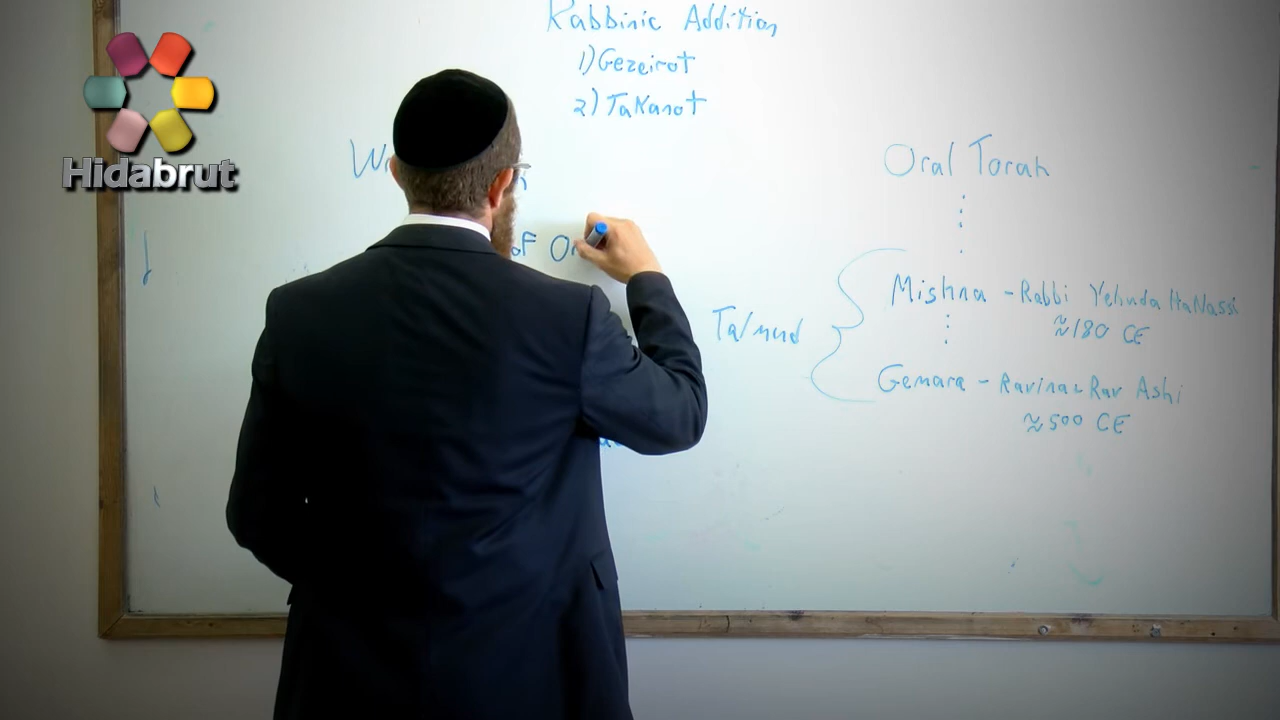 Hidabrut
Rabbinic Addition
1) Gezeirot
2) Takanot
Oral Torah
of
Talmud
Mishna - Rabbi Yehuda HaNassi
≈180 CE
Gemara - Ravina & Rav Ashi
≈500 CE